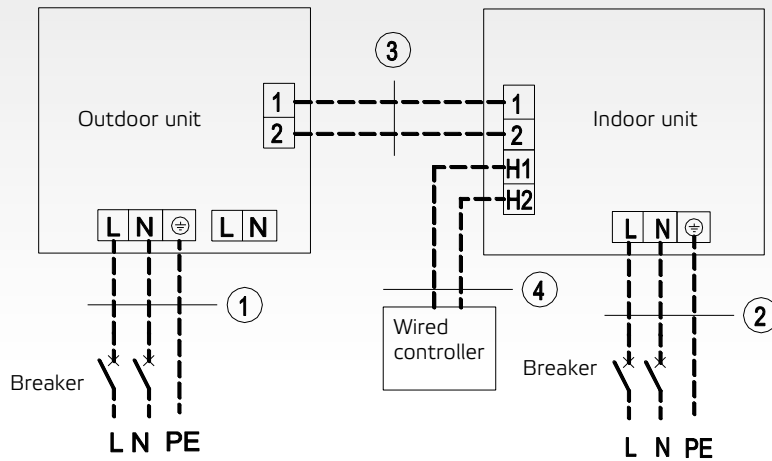 3
1
1
Outdoor unit
Indoor unit
2
2
H1
H2
L N
L N
L N
1
4
2
Wired
controller
Breaker
Breaker
L N PE
L N PE